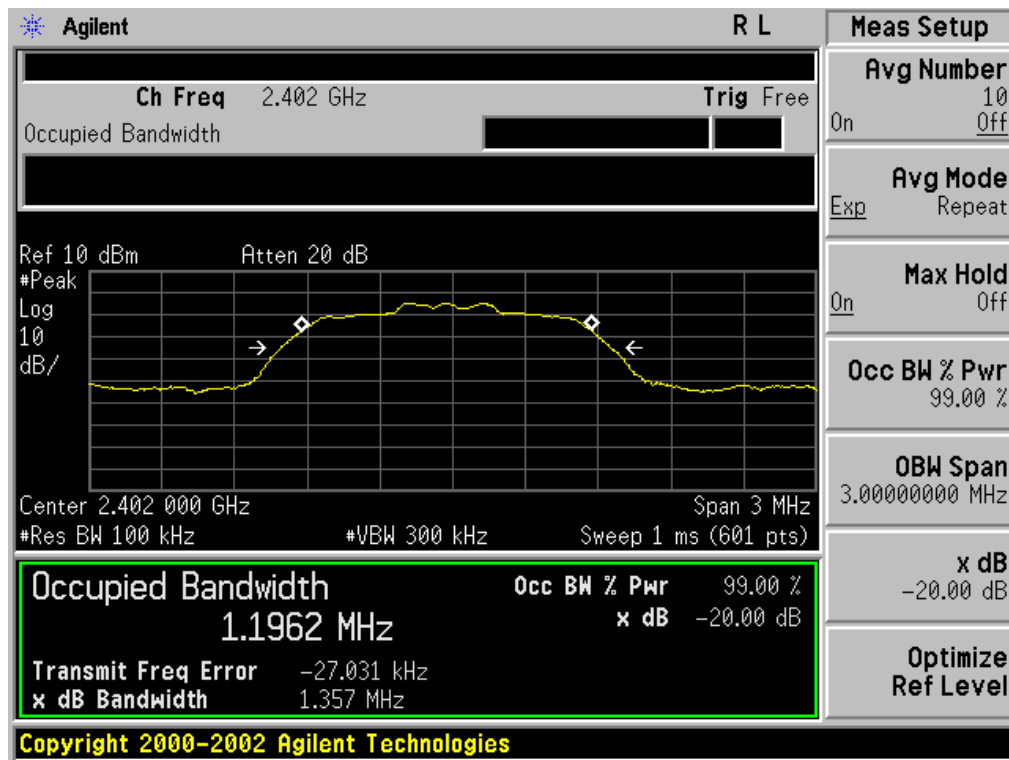 Agilent R L Meas Setup
Ch Freq 2.402 GHz Trig Free
Occupied Bandwidth
Ref 10 dBm Atten 20 dB
#Peak
Log
10
dB/
Center 2.402 000 GHz Span 3 MHz
#Res BW 100 kHz #VBW 300 kHz Sweep 1 ms (601 pts)
Occupied Bandwidth Occ BW % Pwr 99.00 %
1.1962 MHz x dB -20.00 dB
Transmit Freq Error -27.031 kHz
x dB Bandwidth 1.357 MHz
Copyright 2000-2002 Agilent Technologies
Avg Number
10
On Off
Avg Mode
Exp Repeat
Max Hold
On Off
Occ BW % Pwr
99.00 %
OBW Span
3.00000000 MHz
x dB
-20.00 dB
Optimize
Ref Level